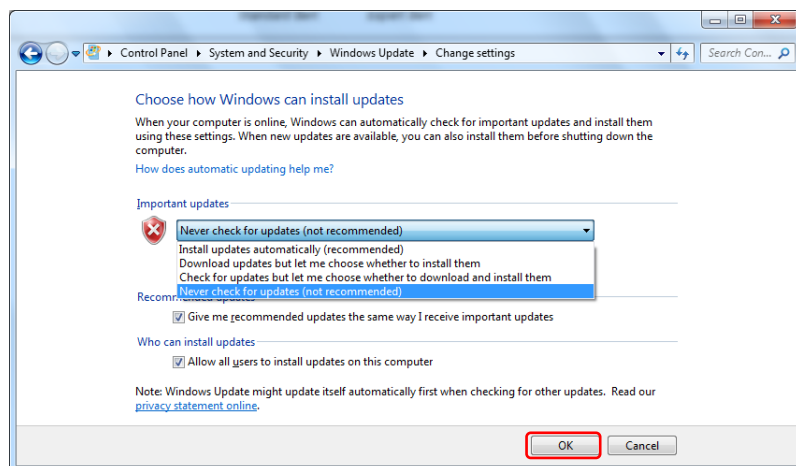 Control Panel ▸ System and Security ▸ Windows Update ▸ Change settings
Search Con...
Choose how Windows can install updates
When your computer is online, Windows can automatically check for important updates and install them
using these settings. When new updates are available, you can also install them before shutting down the
computer.
How does automatic updating help me?
Important updates
Never check for updates (not recommended)
Install updates automatically (recommended)
Download updates but let me choose whether to install them
Check for updates but let me choose whether to download and install them
Never check for updates (not recommended)
Recommended updates
Give me recommended updates the same way I receive important updates
Who can install updates
Allow all users to install updates on this computer
Note: Windows Update might update itself automatically first when checking for other updates. Read our
privacy statement online.
OK
Cancel